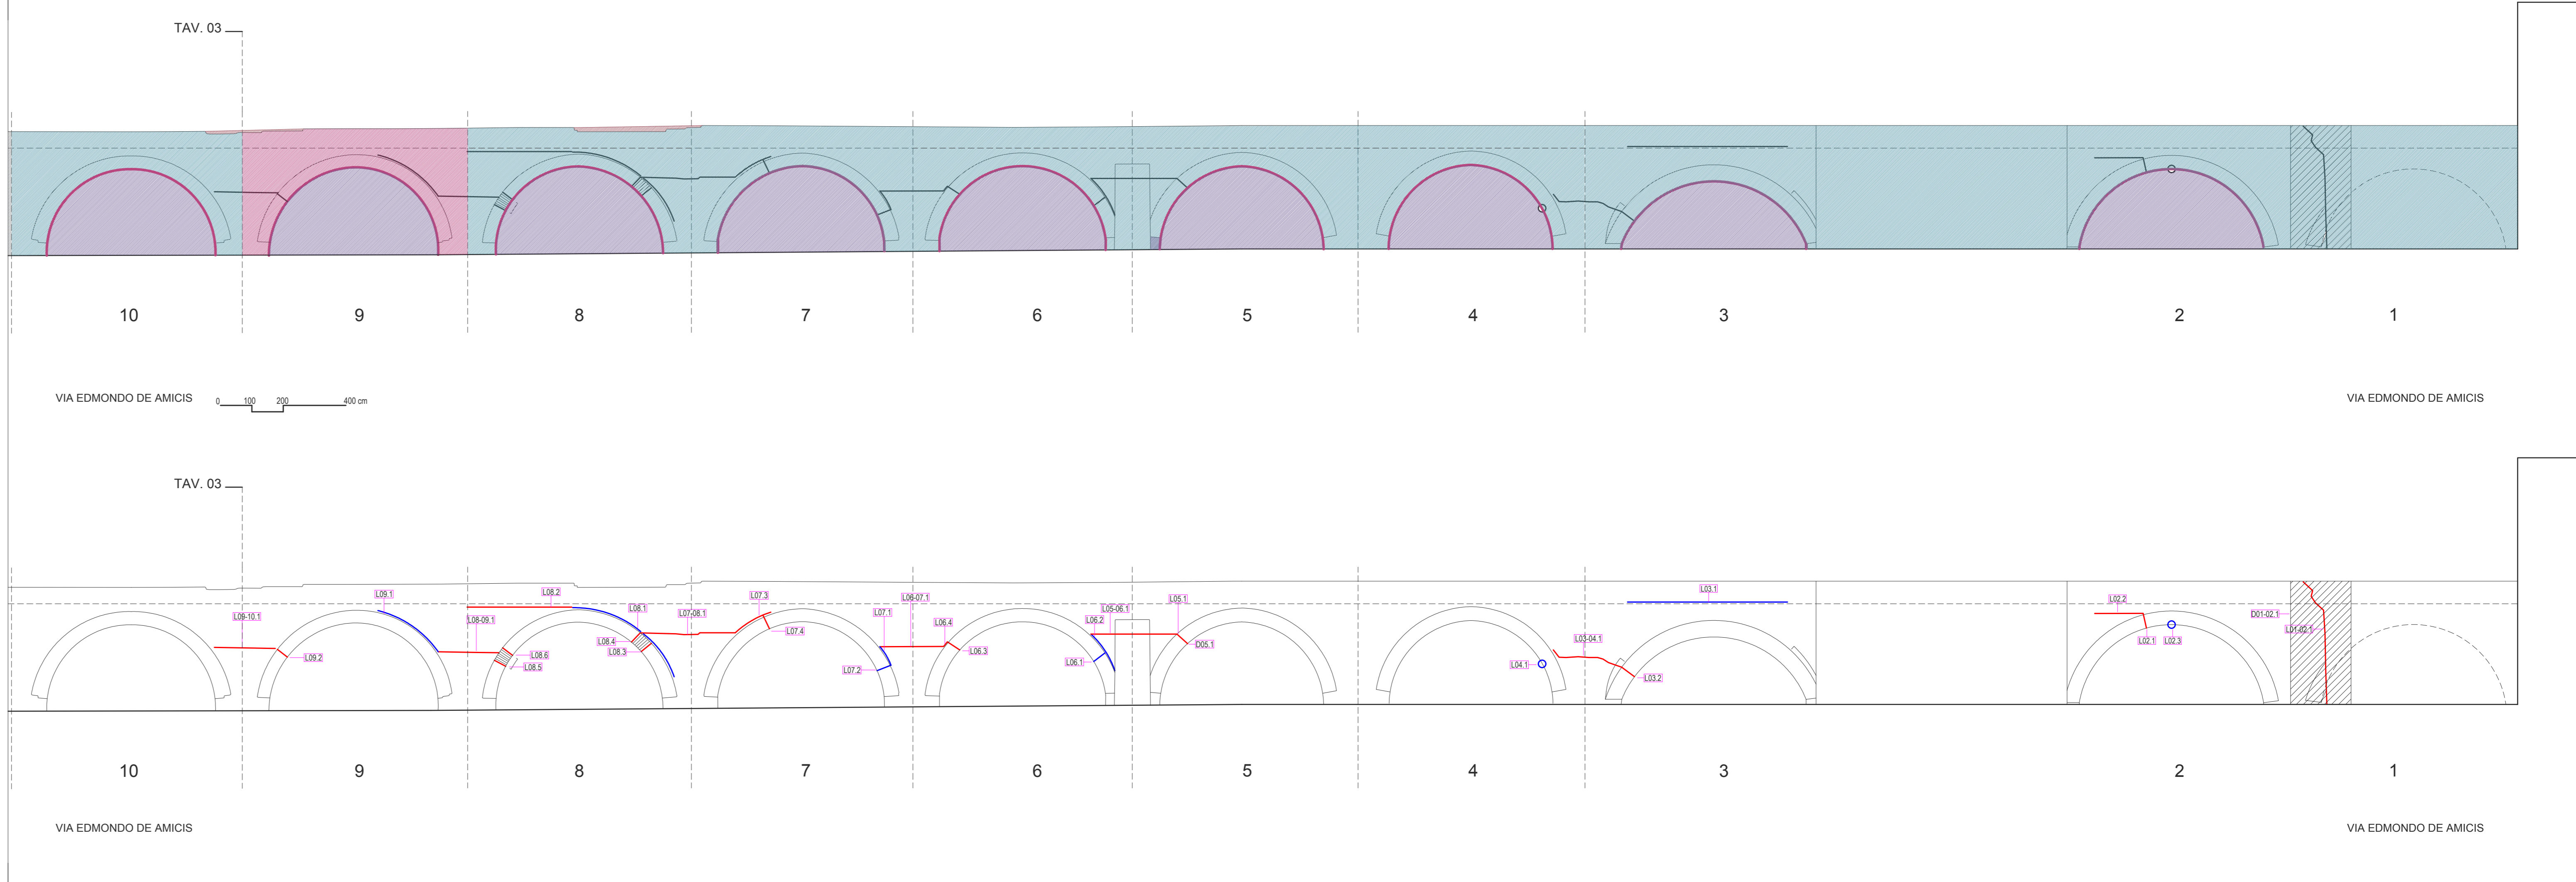 TAV. 03
10 9 8 7 6 5 4 3 2 1
VIA EDMONDO DE AMICIS 0 100 200 400 cm VIA EDMONDO DE AMICIS
TAV. 03
L09-10.1
L09.2
L09.1
L08-09.1
L08.2
L08.6
L08.5
L08.1
L08.4
L08.3
L07-08.1
L07.3
L07.4
L07.1
L07.2
L06-07.1
L06.4
L06.3
L06.2
L06.1
L05-06.1
L05.1
D05.1
L04.1
L03-04.1
L03.2
L03.1
L02.2
L02.1
L02.3
D01-02.1
L01-02.1
10 9 8 7 6 5 4 3 2 1
VIA EDMONDO DE AMICIS VIA EDMONDO DE AMICIS